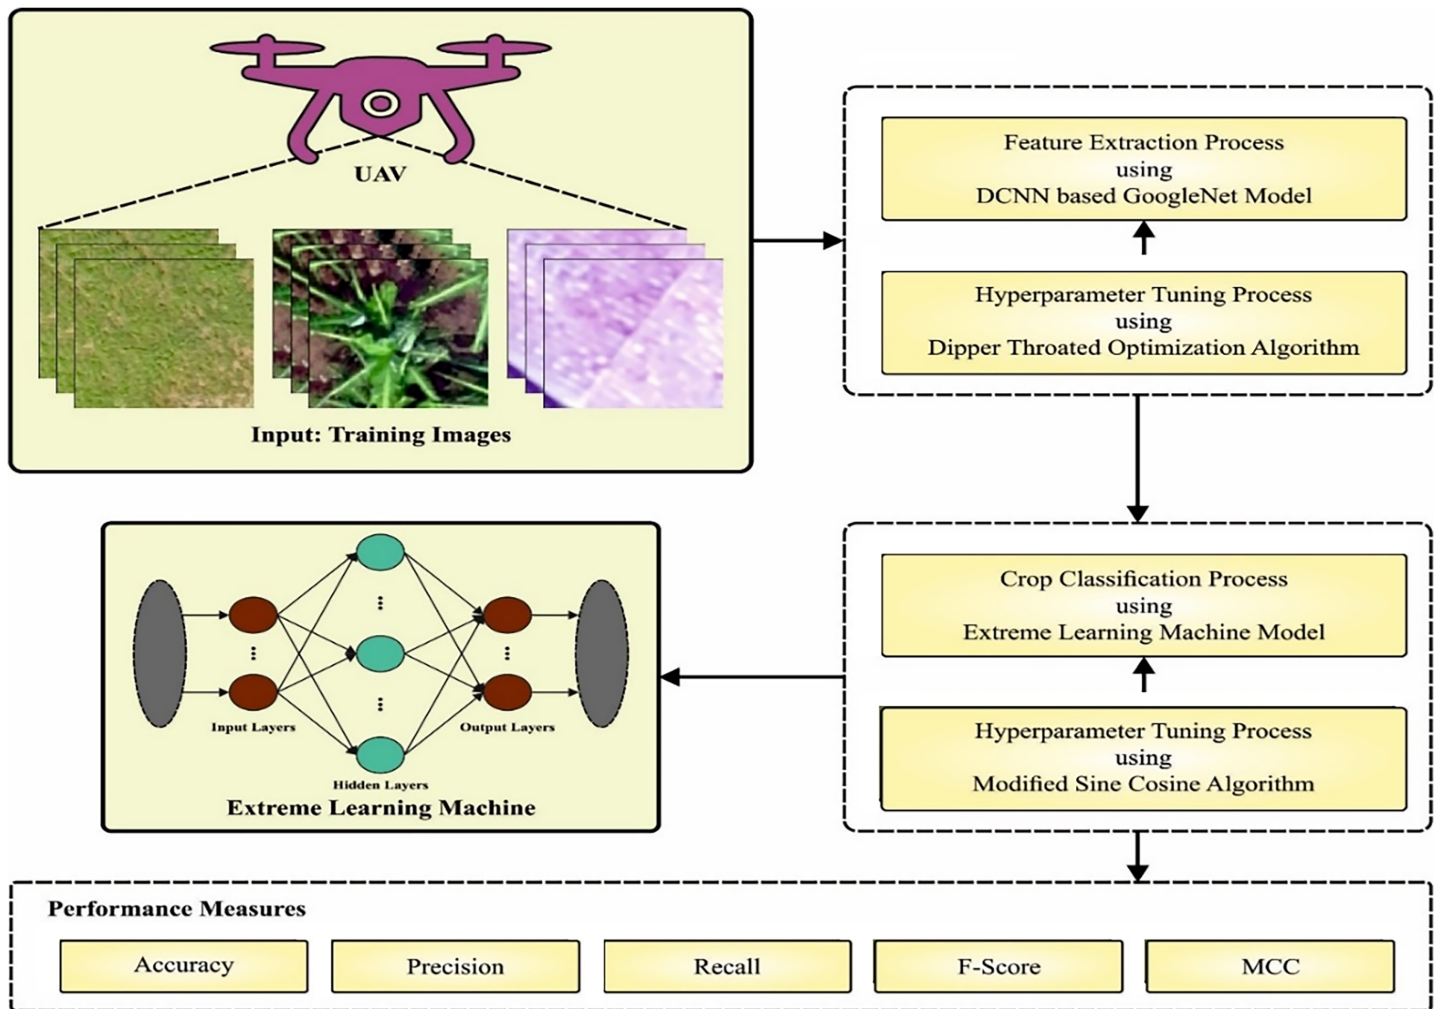 UAV
Input: Training Images
Feature Extraction Process
using
DCNN based GoogleNet Model
Hyperparameter Tuning Process
using
Dipper Throated Optimization Algorithm
Crop Classification Process
using
Extreme Learning Machine Model
Hyperparameter Tuning Process
using
Modified Sine Cosine Algorithm
Input Layers
Output Layers
Hidden Layers
Extreme Learning Machine
Performance Measures
Accuracy
Precision
Recall
F-Score
MCC